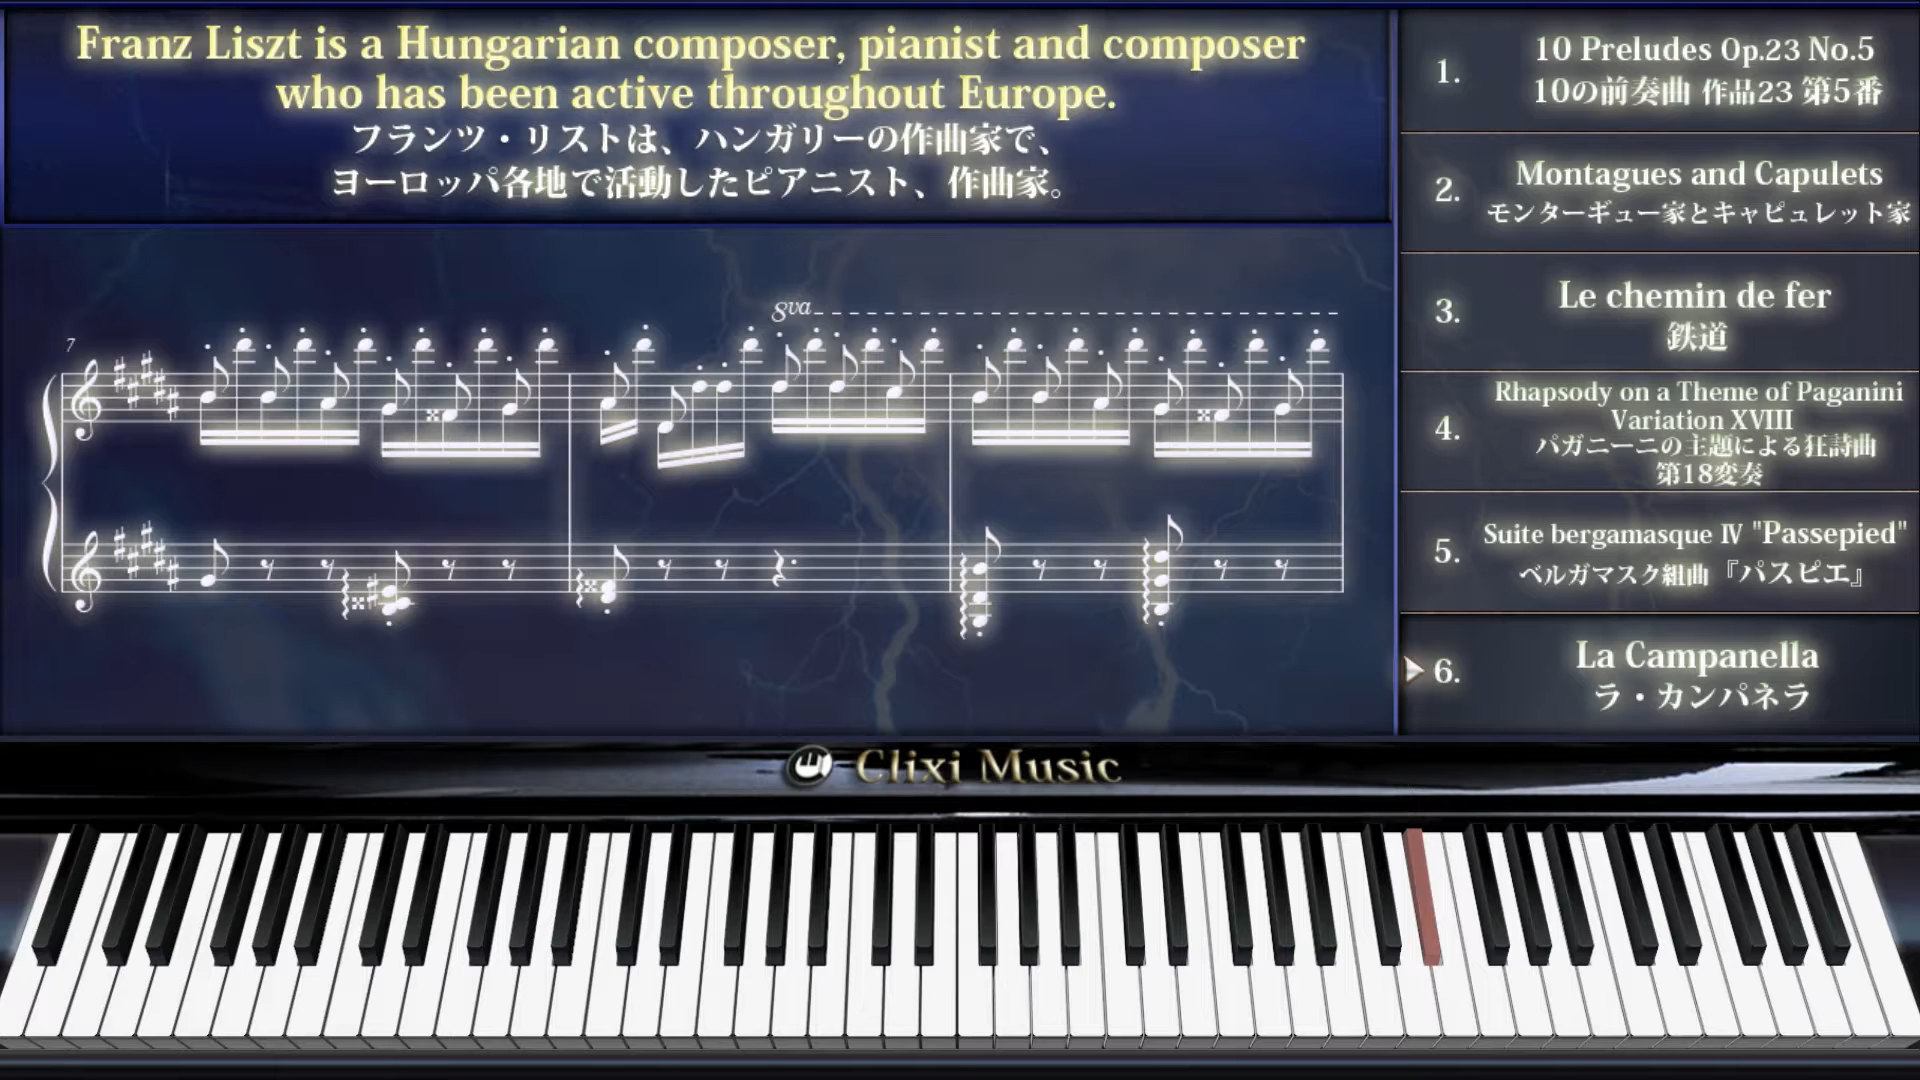 Franz Liszt is a Hungarian composer, pianist and composer
who has been active throughout Europe.
フランツ・リストは、ハンガリーの作曲家で、
ヨーロッパ各地で活動したピアニスト、作曲家。
8va
7
1.
10 Preludes Op.23 No.5
10の前奏曲 作品23 第5番
2.
Montagues and Capulets
モンターギュー家とキャピュレット家
3.
Le chemin de fer
鉄道
4.
Rhapsody on a Theme of Paganini
Variation XVIII
パガニーニの主題による狂詩曲
第18変奏
5.
Suite bergamasque Ⅳ "Passepied"
ベルガマスク組曲『パスピエ』
6.
La Campanella
ラ・カンパネラ
Clixi Music